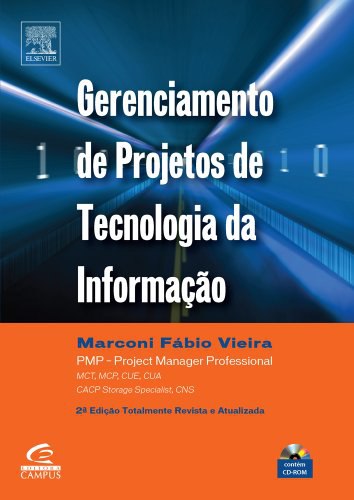 ELSEVIER
Gerenciamento
de Projetos de
Tecnologia da
Informação
Marconi Fábio Vieira
PMP - Project Manager Professional
MCT, MCP, CUE, CUA
CACP Storage Specialist, CNS
2ª Edição Totalmente Revista e Atualizada
contém
CD-ROM
EDITORA
CAMPUS